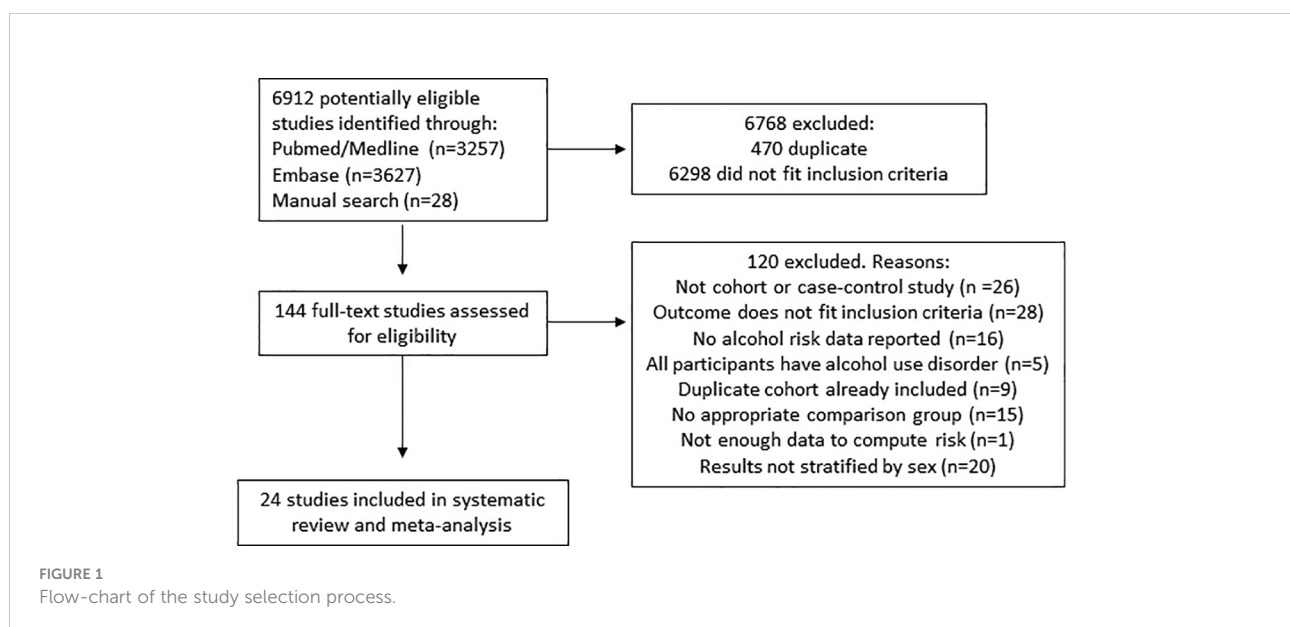 6912 potentially eligible
studies identified through:
Pubmed/Medline (n=3257)
Embase (n=3627)
Manual search (n=28)
6768 excluded:
470 duplicate
6298 did not fit inclusion criteria
144 full-text studies assessed
for eligibility
120 excluded. Reasons:
Not cohort or case-control study (n =26)
Outcome does not fit inclusion criteria (n=28)
No alcohol risk data reported (n=16)
All participants have alcohol use disorder (n=5)
Duplicate cohort already included (n=9)
No appropriate comparison group (n=15)
Not enough data to compute risk (n=1)
Results not stratified by sex (n=20)
24 studies included in systematic
review and meta-analysis
FIGURE 1
Flow-chart of the study selection process.